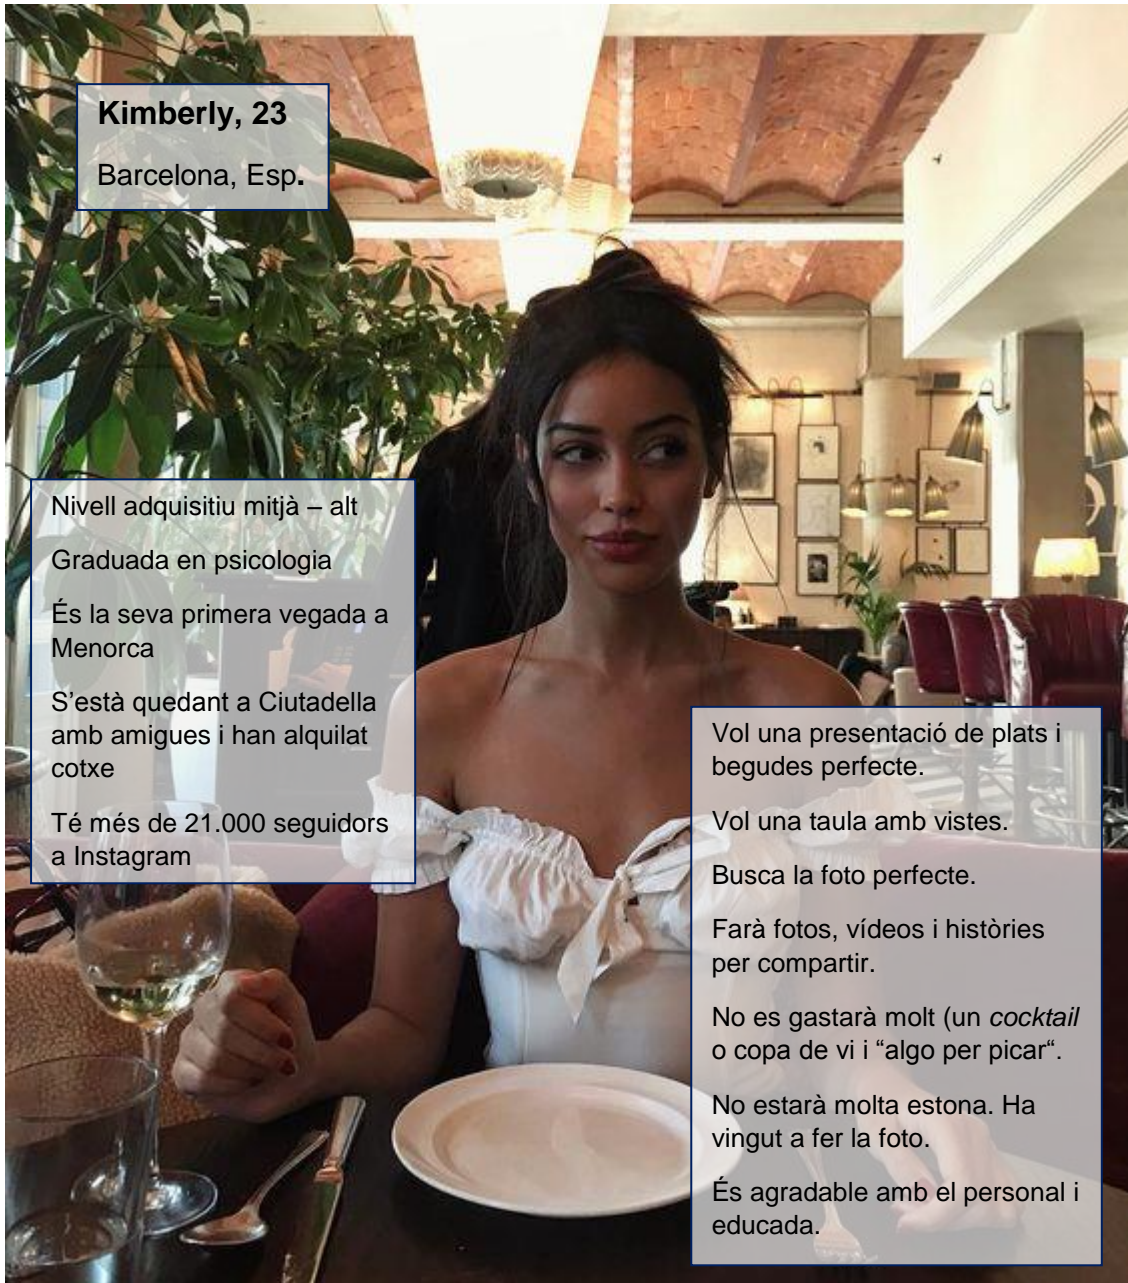 Kimberly, 23
Barcelona, Esp.
Nivell adquisitiu mitjà – alt
Graduada en psicologia
És la seva primera vegada a
Menorca
S’està quedant a Ciutadella
amb amigues i han alquilat
cotxe
Té més de 21.000 seguidors
a Instagram
Vol una presentació de plats i
begudes perfecte.
Vol una taula amb vistes.
Busca la foto perfecte.
Farà fotos, vídeos i històries
per compartir.
No es gastarà molt (un cocktail
o copa de vi i “algo per picar“.
No estarà molta estona. Ha
vingut a fer la foto.
És agradable amb el personal i
educada.